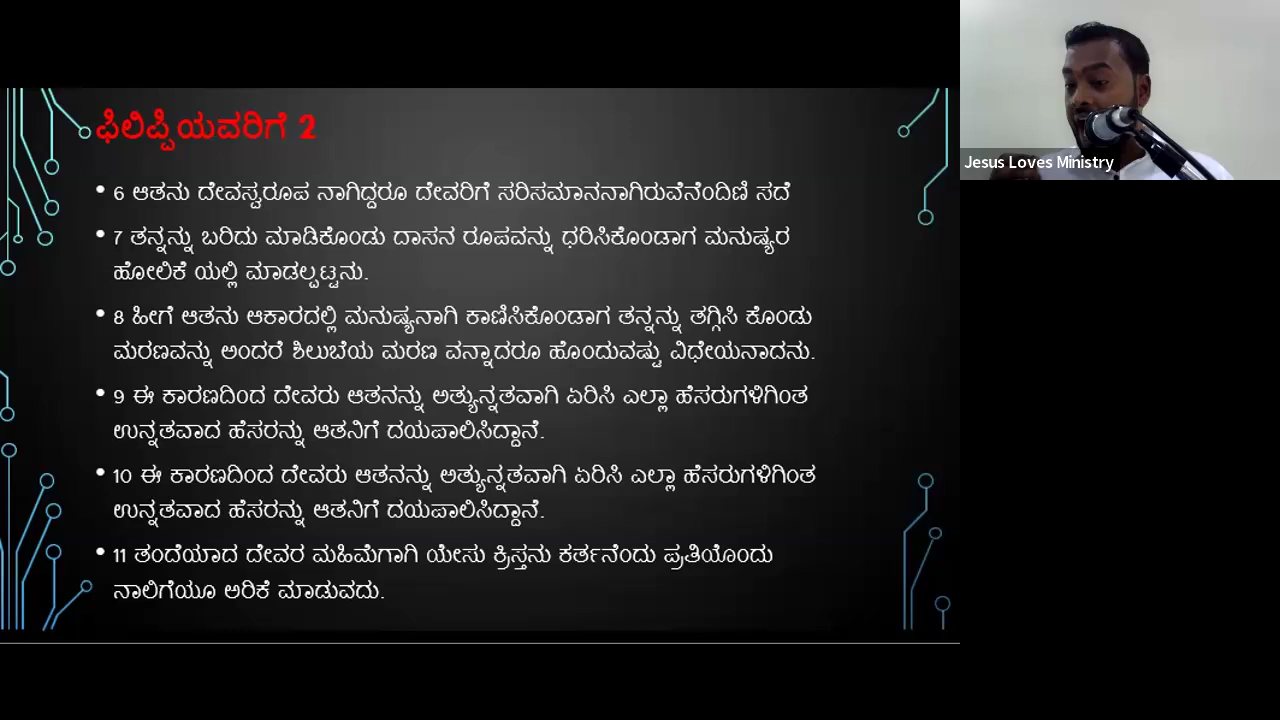 ಫಿಲಿಪ್ಪಿಯವರಿಗೆ 2
• 6 ಆತನು ದೇವಸ್ವರೂಪ ನಾಗಿದ್ದರೂ ದೇವರಿಗೆ ಸರಿಸಮಾನನಾಗಿರುವೆನೆಂದೆಣಿ ಸದೆ
• 7 ತನ್ನನ್ನು ಬರಿದು ಮಾಡಿಕೊಂಡು ದಾಸನ ರೂಪವನ್ನು ಧರಿಸಿಕೊಂಡಾಗ ಮನುಷ್ಯರ
ಹೋಲಿಕೆ ಯಲ್ಲಿ ಮಾಡಲ್ಪಟ್ಟನು.
• 8 ಹೀಗೆ ಆತನು ಆಕಾರದಲ್ಲಿ ಮನುಷ್ಯನಾಗಿ ಕಾಣಿಸಿಕೊಂಡಾಗ ತನ್ನನ್ನು ತಗ್ಗಿಸಿ ಕೊಂಡು
ಮರಣವನ್ನು ಅಂದರೆ ಶಿಲುಬೆಯ ಮರಣ ವನ್ನಾದರೂ ಹೊಂದುವಷ್ಟು ವಿಧೇಯನಾದನು.
• 9 ಈ ಕಾರಣದಿಂದ ದೇವರು ಆತನನ್ನು ಅತ್ಯುನ್ನತವಾಗಿ ಏರಿಸಿ ಎಲ್ಲಾ ಹೆಸರುಗಳಿಗಿಂತ
ಉನ್ನತವಾದ ಹೆಸರನ್ನು ಆತನಿಗೆ ದಯಪಾಲಿಸಿದ್ದಾನೆ.
• 10 ಈ ಕಾರಣದಿಂದ ದೇವರು ಆತನನ್ನು ಅತ್ಯುನ್ನತವಾಗಿ ಏರಿಸಿ ಎಲ್ಲಾ ಹೆಸರುಗಳಿಗಿಂತ
ಉನ್ನತವಾದ ಹೆಸರನ್ನು ಆತನಿಗೆ ದಯಪಾಲಿಸಿದ್ದಾನೆ.
• 11 ತಂದೆಯಾದ ದೇವರ ಮಹಿಮೆಗಾಗಿ ಯೇಸು ಕ್ರಿಸ್ತನು ಕರ್ತನೆಂದು ಪ್ರತಿಯೊಂದು
ನಾಲಿಗೆಯೂ ಅರಿಕೆ ಮಾಡುವದು.
Jesus Loves Ministry